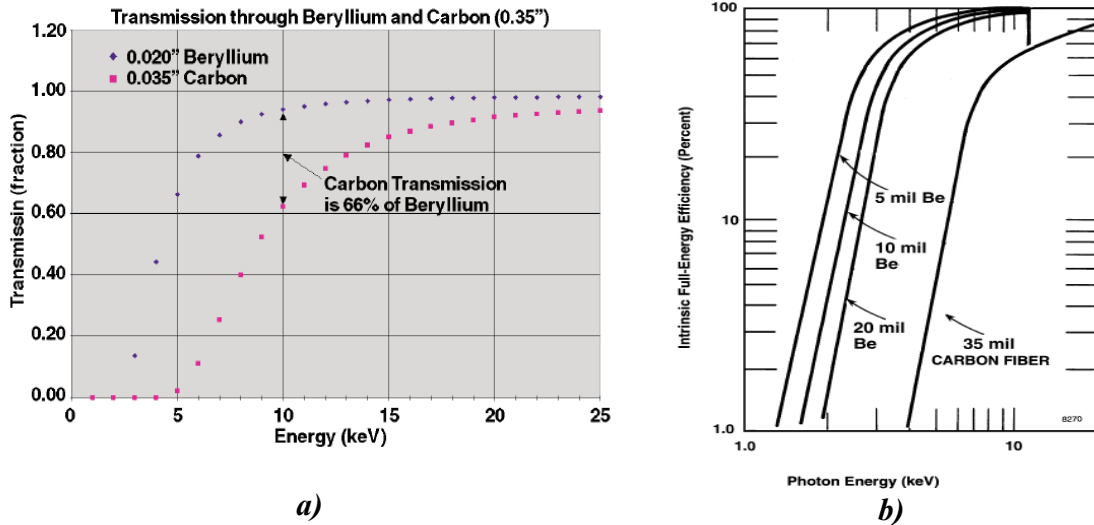 Transmission through Beryllium and Carbon (0.35”)
1.20
1.00
0.80
0.60
0.40
0.20
0.00
Transmissin (fraction)
0.020” Beryllium
0.035” Carbon
Carbon Transmission
is 66% of Beryllium
0
5
10
15
20
25
Energy (keV)
a)
100
10
1.0
Intrinsic Full-Energy Efficiency (Percent)
5 mil Be
10 mil
Be
20 mil
Be
35 mil
CARBON FIBER
8270
1.0
10
Photon Energy (keV)
b)